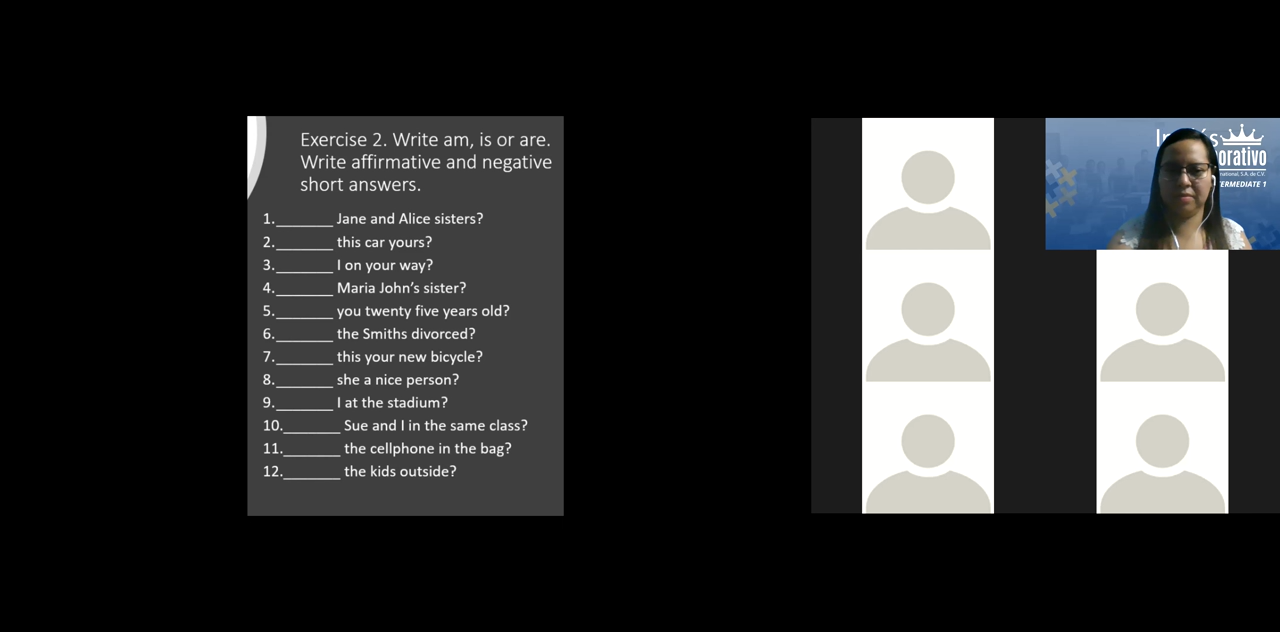 Exercise 2. Write am, is or are.
Write affirmative and negative
short answers.
1._______ Jane and Alice sisters?
2._______ this car yours?
3._______ I on your way?
4._______ Maria John’s sister?
5._______ you twenty five years old?
6._______ the Smiths divorced?
7._______ this your new bicycle?
8._______ she a nice person?
9._______ I at the stadium?
10._______ Sue and I in the same class?
11._______ the cellphone in the bag?
12._______ the kids outside?